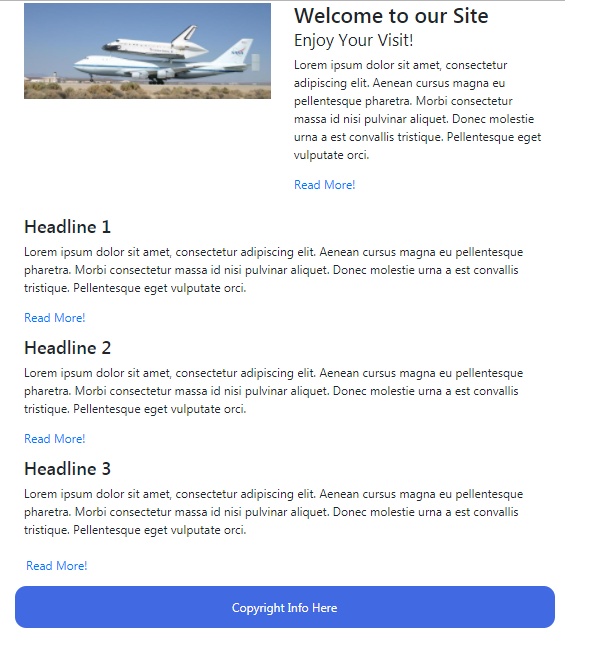 Welcome to our Site
Enjoy Your Visit!
Lorem ipsum dolor sit amet, consectetur
adipiscing elit. Aenean cursus magna eu
pellentesque pharetra. Morbi consectetur
massa id nisi pulvinar aliquet. Donec molestie
urna a est convallis tristique. Pellentesque eget
vulputate orci.
Read More!
Headline 1
Lorem ipsum dolor sit amet, consectetur adipiscing elit. Aenean cursus magna eu pellentesque
pharetra. Morbi consectetur massa id nisi pulvinar aliquet. Donec molestie urna a est convallis
tristique. Pellentesque eget vulputate orci.
Read More!
Headline 2
Lorem ipsum dolor sit amet, consectetur adipiscing elit. Aenean cursus magna eu pellentesque
pharetra. Morbi consectetur massa id nisi pulvinar aliquet. Donec molestie urna a est convallis
tristique. Pellentesque eget vulputate orci.
Read More!
Headline 3
Lorem ipsum dolor sit amet, consectetur adipiscing elit. Aenean cursus magna eu pellentesque
pharetra. Morbi consectetur massa id nisi pulvinar aliquet. Donec molestie urna a est convallis
tristique. Pellentesque eget vulputate orci.
Read More!
Copyright Info Here